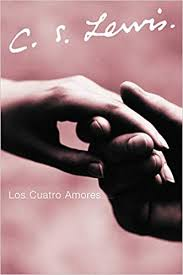 C. S. Lewis.
Los Cuatro Amores